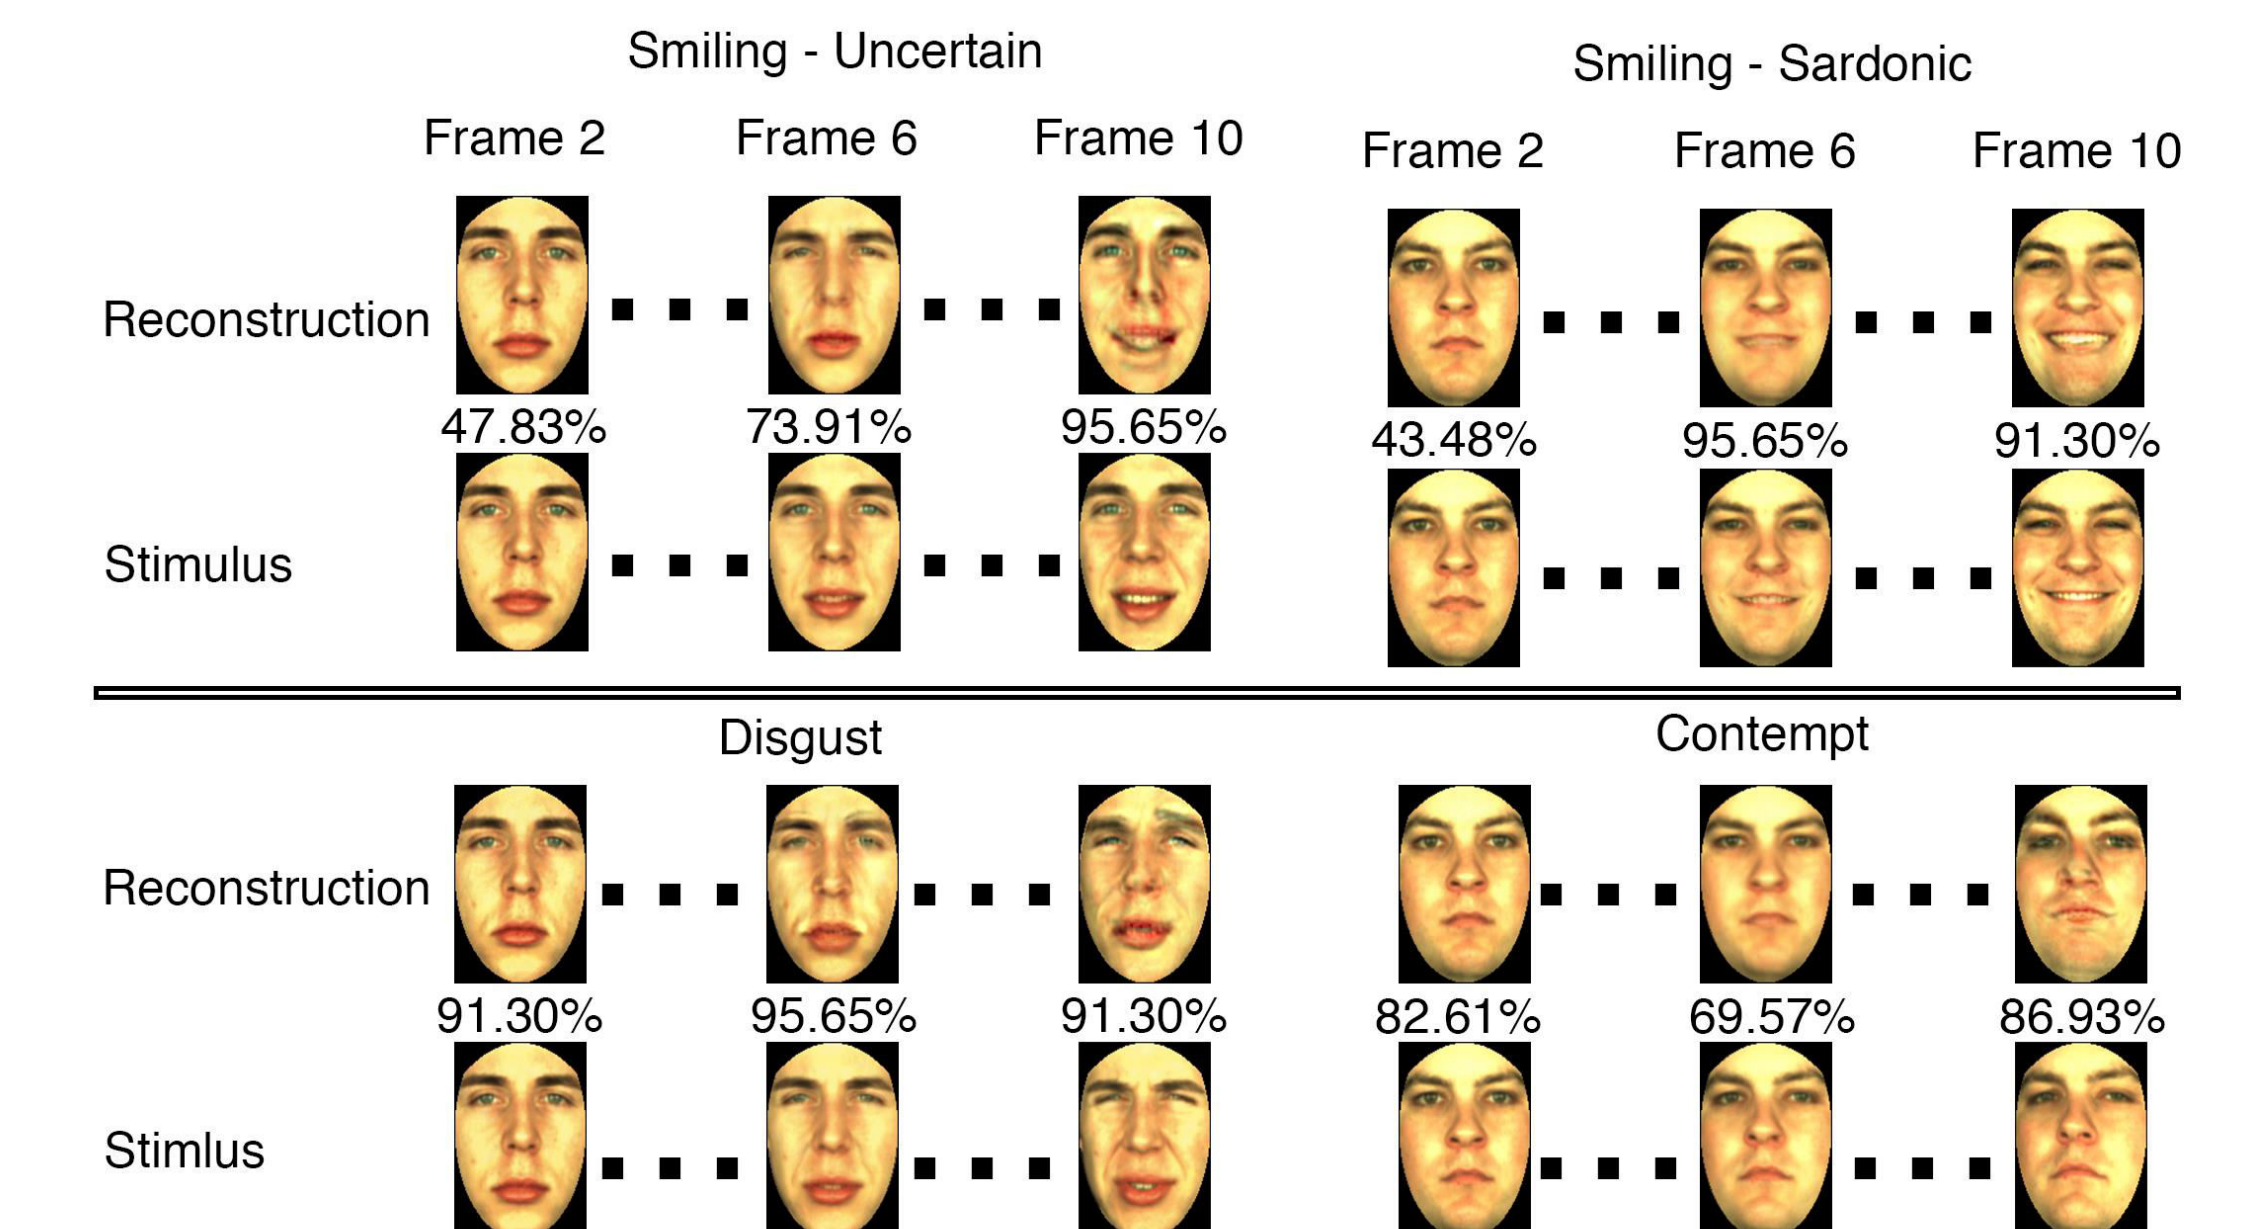 Smiling - Uncertain
Smiling - Sardonic
Frame 2 Frame 6 Frame 10
Frame 2 Frame 6 Frame 10
Reconstruction
47.83% 73.91% 95.65%
43.48% 95.65% 91.30%
Stimulus
Disgust
Contempt
Reconstruction
91.30% 95.65% 91.30%
82.61% 69.57% 86.93%
Stimlus